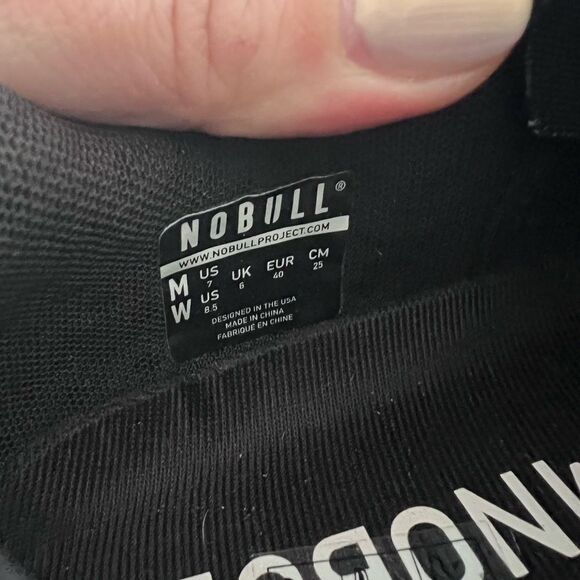 NOBULL®
WWW.NOBULLPROJECT.COM
M US 7 UK 6 EUR 40 CM 25
W US 8.5
DESIGNED IN THE USA
MADE IN CHINA
FABRIQUE EN CHINE